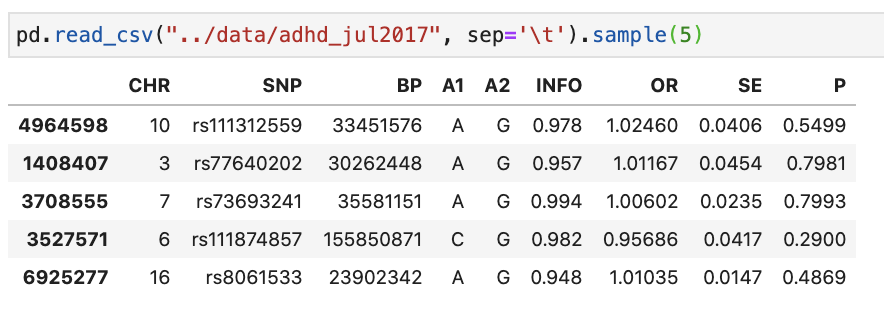 pd.read_csv("../data/adhd_jul2017", sep='\t').sample(5)
CHR SNP BP A1 A2 INFO OR SE P
4964598 10 rs111312559 33451576 A G 0.978 1.02460 0.0406 0.5499
1408407 3 rs77640202 30262448 A G 0.957 1.01167 0.0454 0.7981
3708555 7 rs73693241 35581151 A G 0.994 1.00602 0.0235 0.7993
3527571 6 rs111874857 155850871 C G 0.982 0.95686 0.0417 0.2900
6925277 16 rs8061533 23902342 A G 0.948 1.01035 0.0147 0.4869